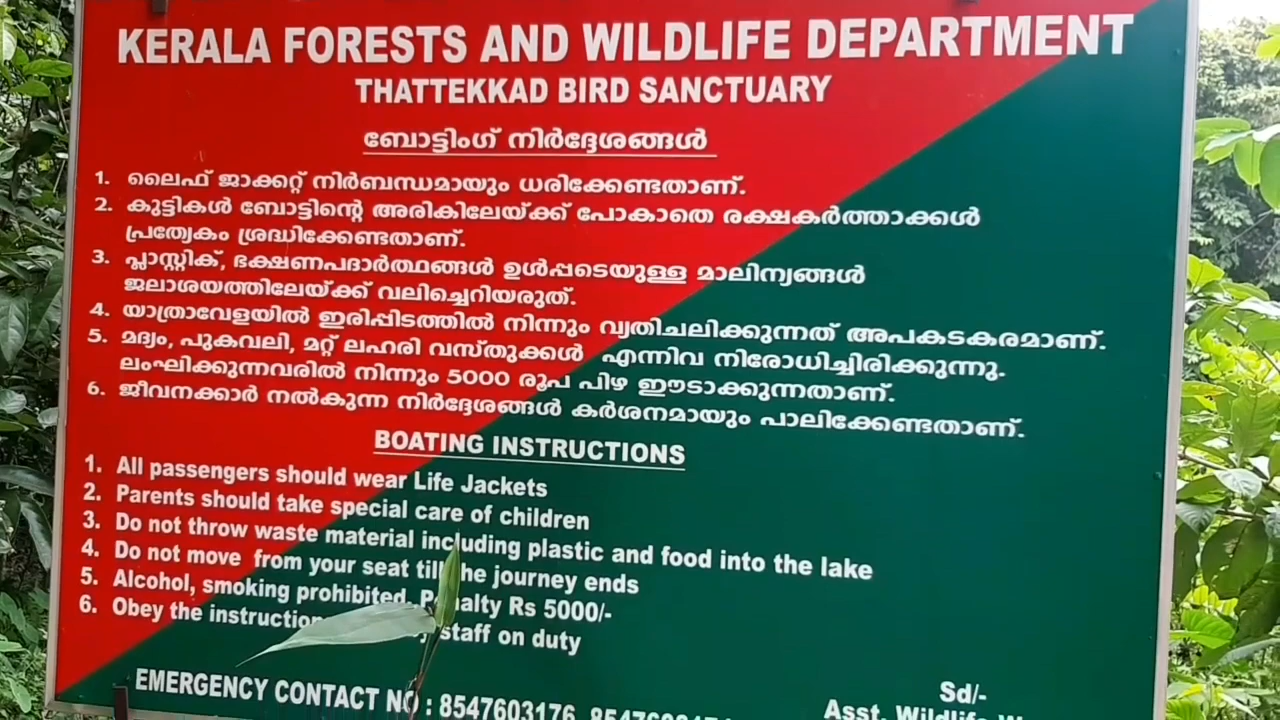 KERALA FORESTS AND WILDLIFE DEPARTMENT
THATTEKKAD BIRD SANCTUARY
ബോട്ടിംഗ് നിർദ്ദേശങ്ങൾ
1. ലൈഫ് ജാക്കറ്റ് നിർബന്ധമായും ധരിക്കേണ്ടതാണ്.
2. കുട്ടികൾ ബോട്ടിന്റെ അരികിലേയ്ക്ക് പോകാതെ രക്ഷകർത്താക്കൾ
പ്രത്യേകം ശ്രദ്ധിക്കേണ്ടതാണ്.
3. പ്ലാസ്റ്റിക്, ഭക്ഷണപദാർത്ഥങ്ങൾ ഉൾപ്പടെയുള്ള മാലിന്യങ്ങൾ
ജലാശയത്തിലേയ്ക്ക് വലിച്ചെറിയരുത്.
4. യാത്രാവേളയിൽ ഇരിപ്പിടത്തിൽ നിന്നും വ്യതിചലിക്കുന്നത് അപകടകരമാണ്.
5. മദ്യം, പുകവലി, മറ്റ് ലഹരി വസ്തുക്കൾ എന്നിവ നിരോധിച്ചിരിക്കുന്നു.
ലംഘിക്കുന്നവരിൽ നിന്നും 5000 രൂപ പിഴ ഈടാക്കുന്നതാണ്.
6. ജീവനക്കാർ നൽകുന്ന നിർദ്ദേശങ്ങൾ കർശനമായും പാലിക്കേണ്ടതാണ്.
BOATING INSTRUCTIONS
1. All passengers should wear Life Jackets
2. Parents should take special care of children
3. Do not throw waste material including plastic and food into the lake
4. Do not move from your seat till the journey ends
5. Alcohol, smoking prohibited. Penalty Rs 5000/-
6. Obey the staff on duty
EMERGENCY CONTACT NO : 8547603176,
Sd/-
Asst. Wildlife